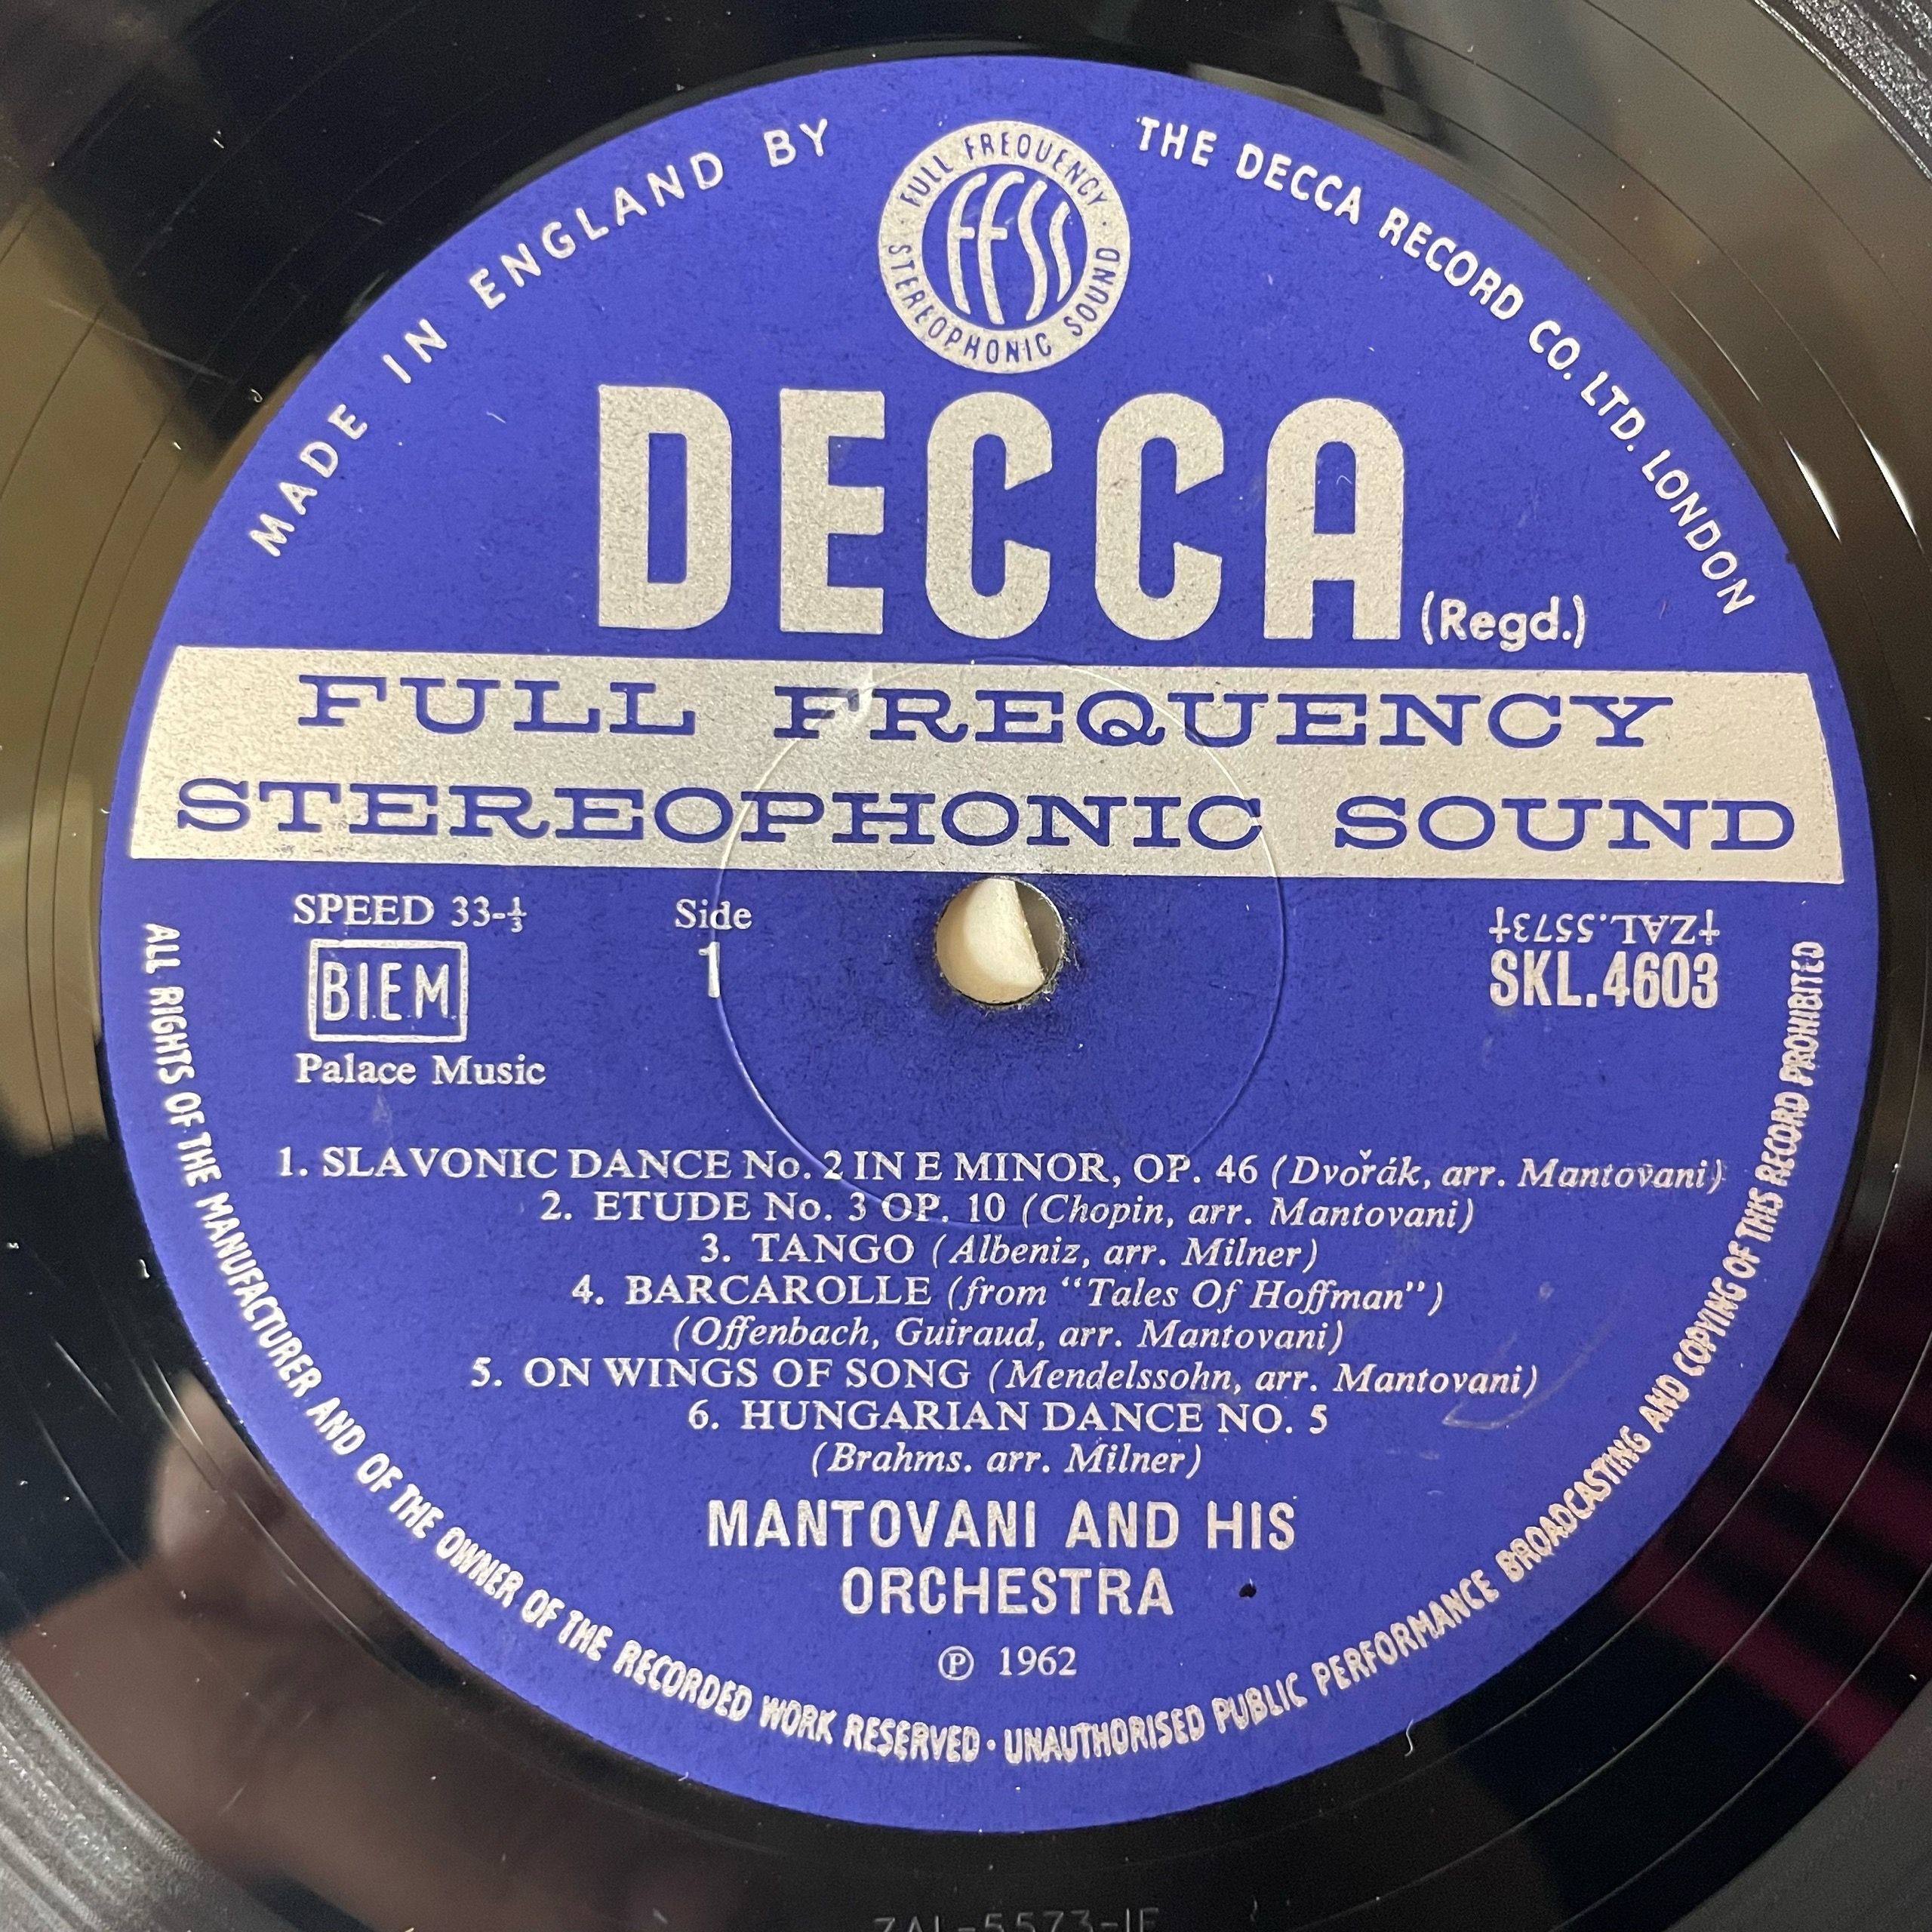 MADE IN ENGLAND BY THE DECCA RECORD CO. LTD. LONDON
FULL FREQUENCY · STEREOPHONIC SOUND ·
FFSS
DECCA (Regd.)
FULL FREQUENCY
STEREOPHONIC SOUND
SPEED 33-⅓
Side
1
BIEM
Palace Music
‡ZAL.5573‡
SKL.4603
1. SLAVONIC DANCE No. 2 IN E MINOR, OP. 46 (Dvořák, arr. Mantovani)
2. ETUDE No. 3 OP. 10 (Chopin, arr. Mantovani)
3. TANGO (Albeniz, arr. Milner)
4. BARCAROLLE (from “Tales Of Hoffman”)
(Offenbach, Guiraud, arr. Mantovani)
5. ON WINGS OF SONG (Mendelssohn, arr. Mantovani)
6. HUNGARIAN DANCE NO. 5
(Brahms. arr. Milner)
MANTOVANI AND HIS
ORCHESTRA
℗ 1962
ALL RIGHTS OF THE MANUFACTURER AND OF THE OWNER OF THE RECORDED WORK RESERVED · UNAUTHORISED PUBLIC PERFORMANCE BROADCASTING AND COPYING OF THIS RECORD PROHIBITED